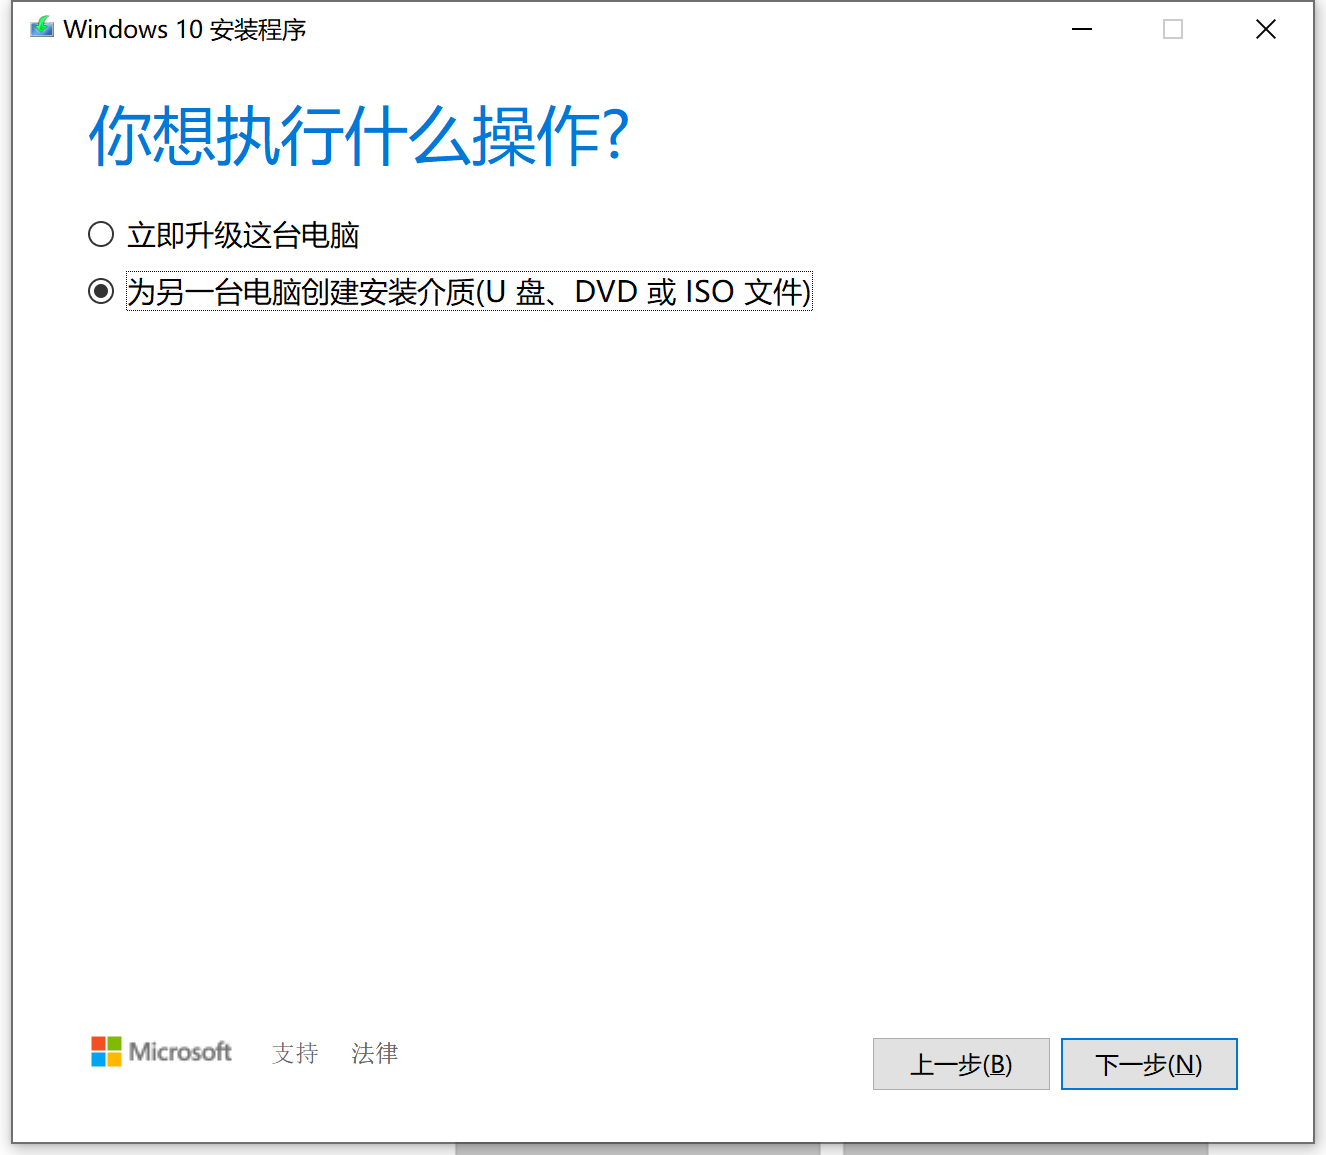 Windows 10 安装程序
你想执行什么操作?
立即升级这台电脑
为另一台电脑创建安装介质(U 盘、DVD 或 ISO 文件)
Microsoft 支持 法律
上一步(B) 下一步(N)